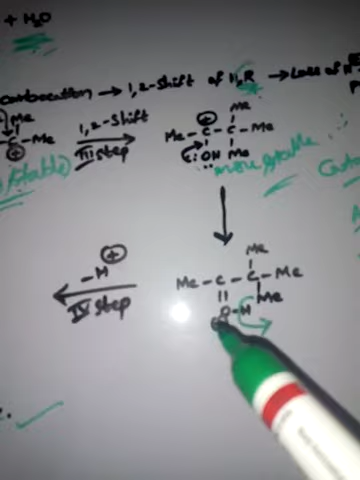 + H₂O
carbocation → 1,2-shift of H, R → Loss of H
Me
C - Me
⊕
1,2-shift
III step
Me
⊕
Me - C - C - Me
:OH Me
(stable)
more stable
Me
Me - C - C - Me
|| Me
O-H
-H⊕
IV step